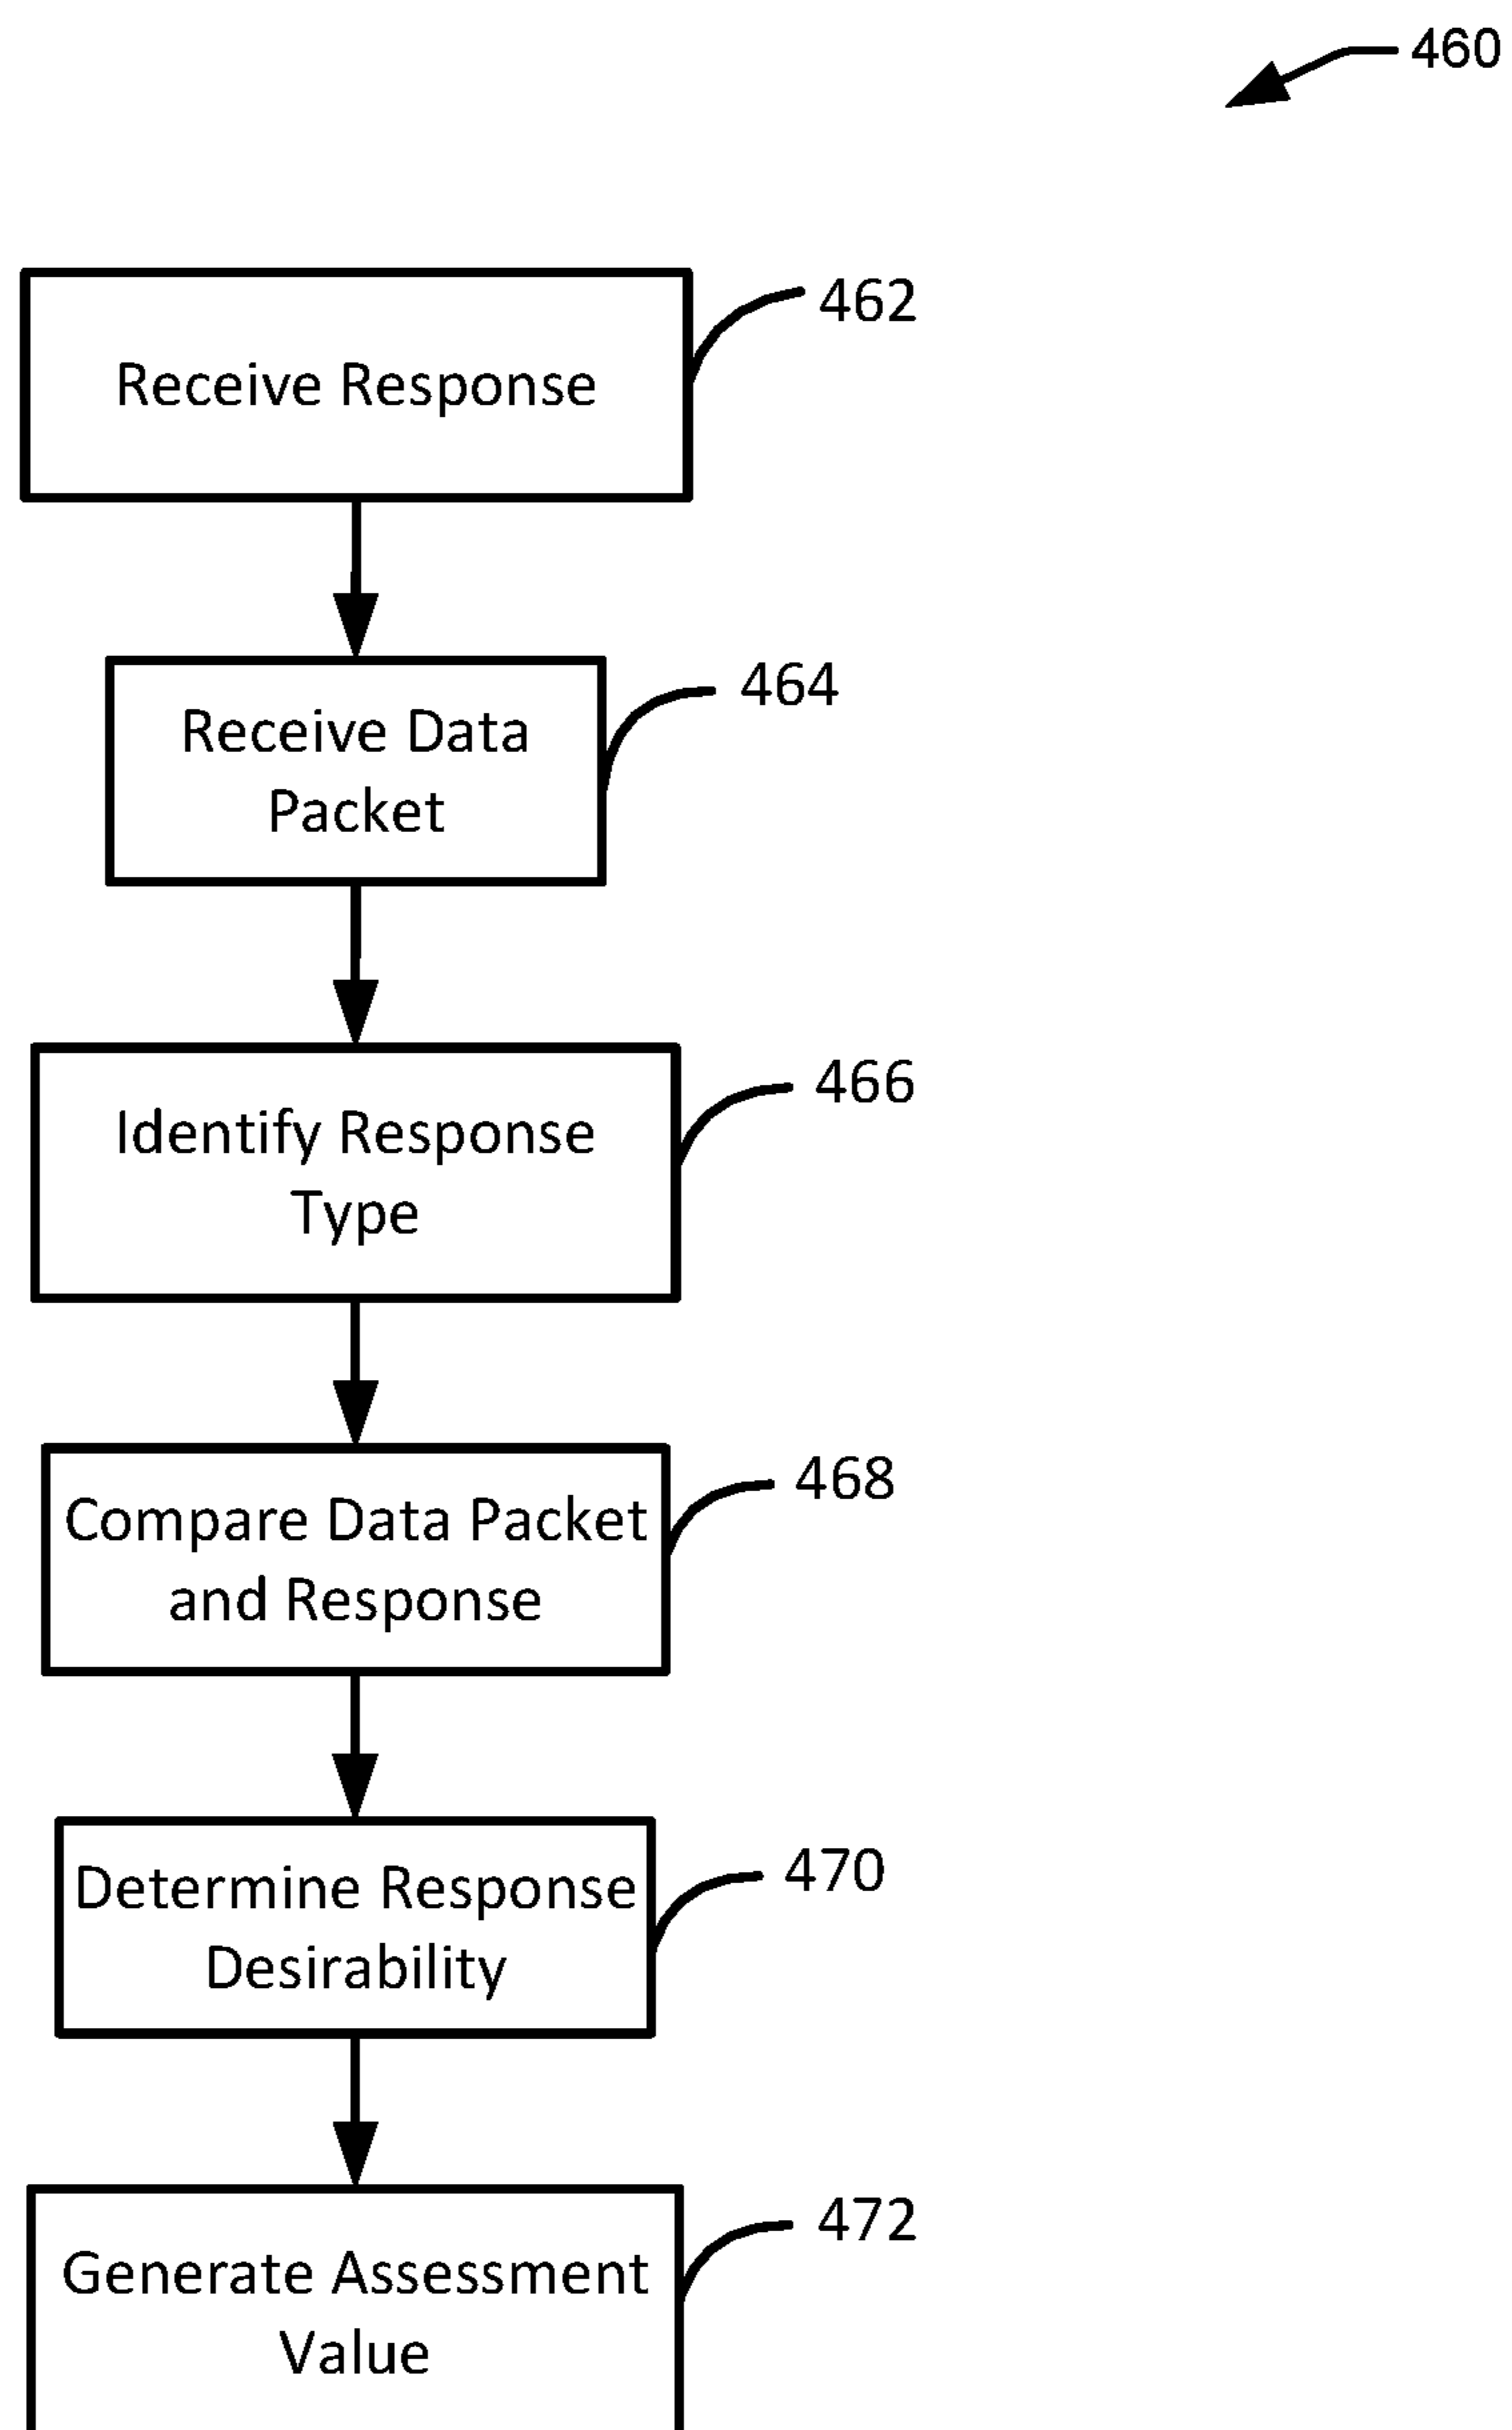 460
462
Receive Response
464
Receive Data
Packet
466
Identify Response
Type
468
Compare Data Packet
and Response
470
Determine Response
Desirability
472
Generate Assessment
Value